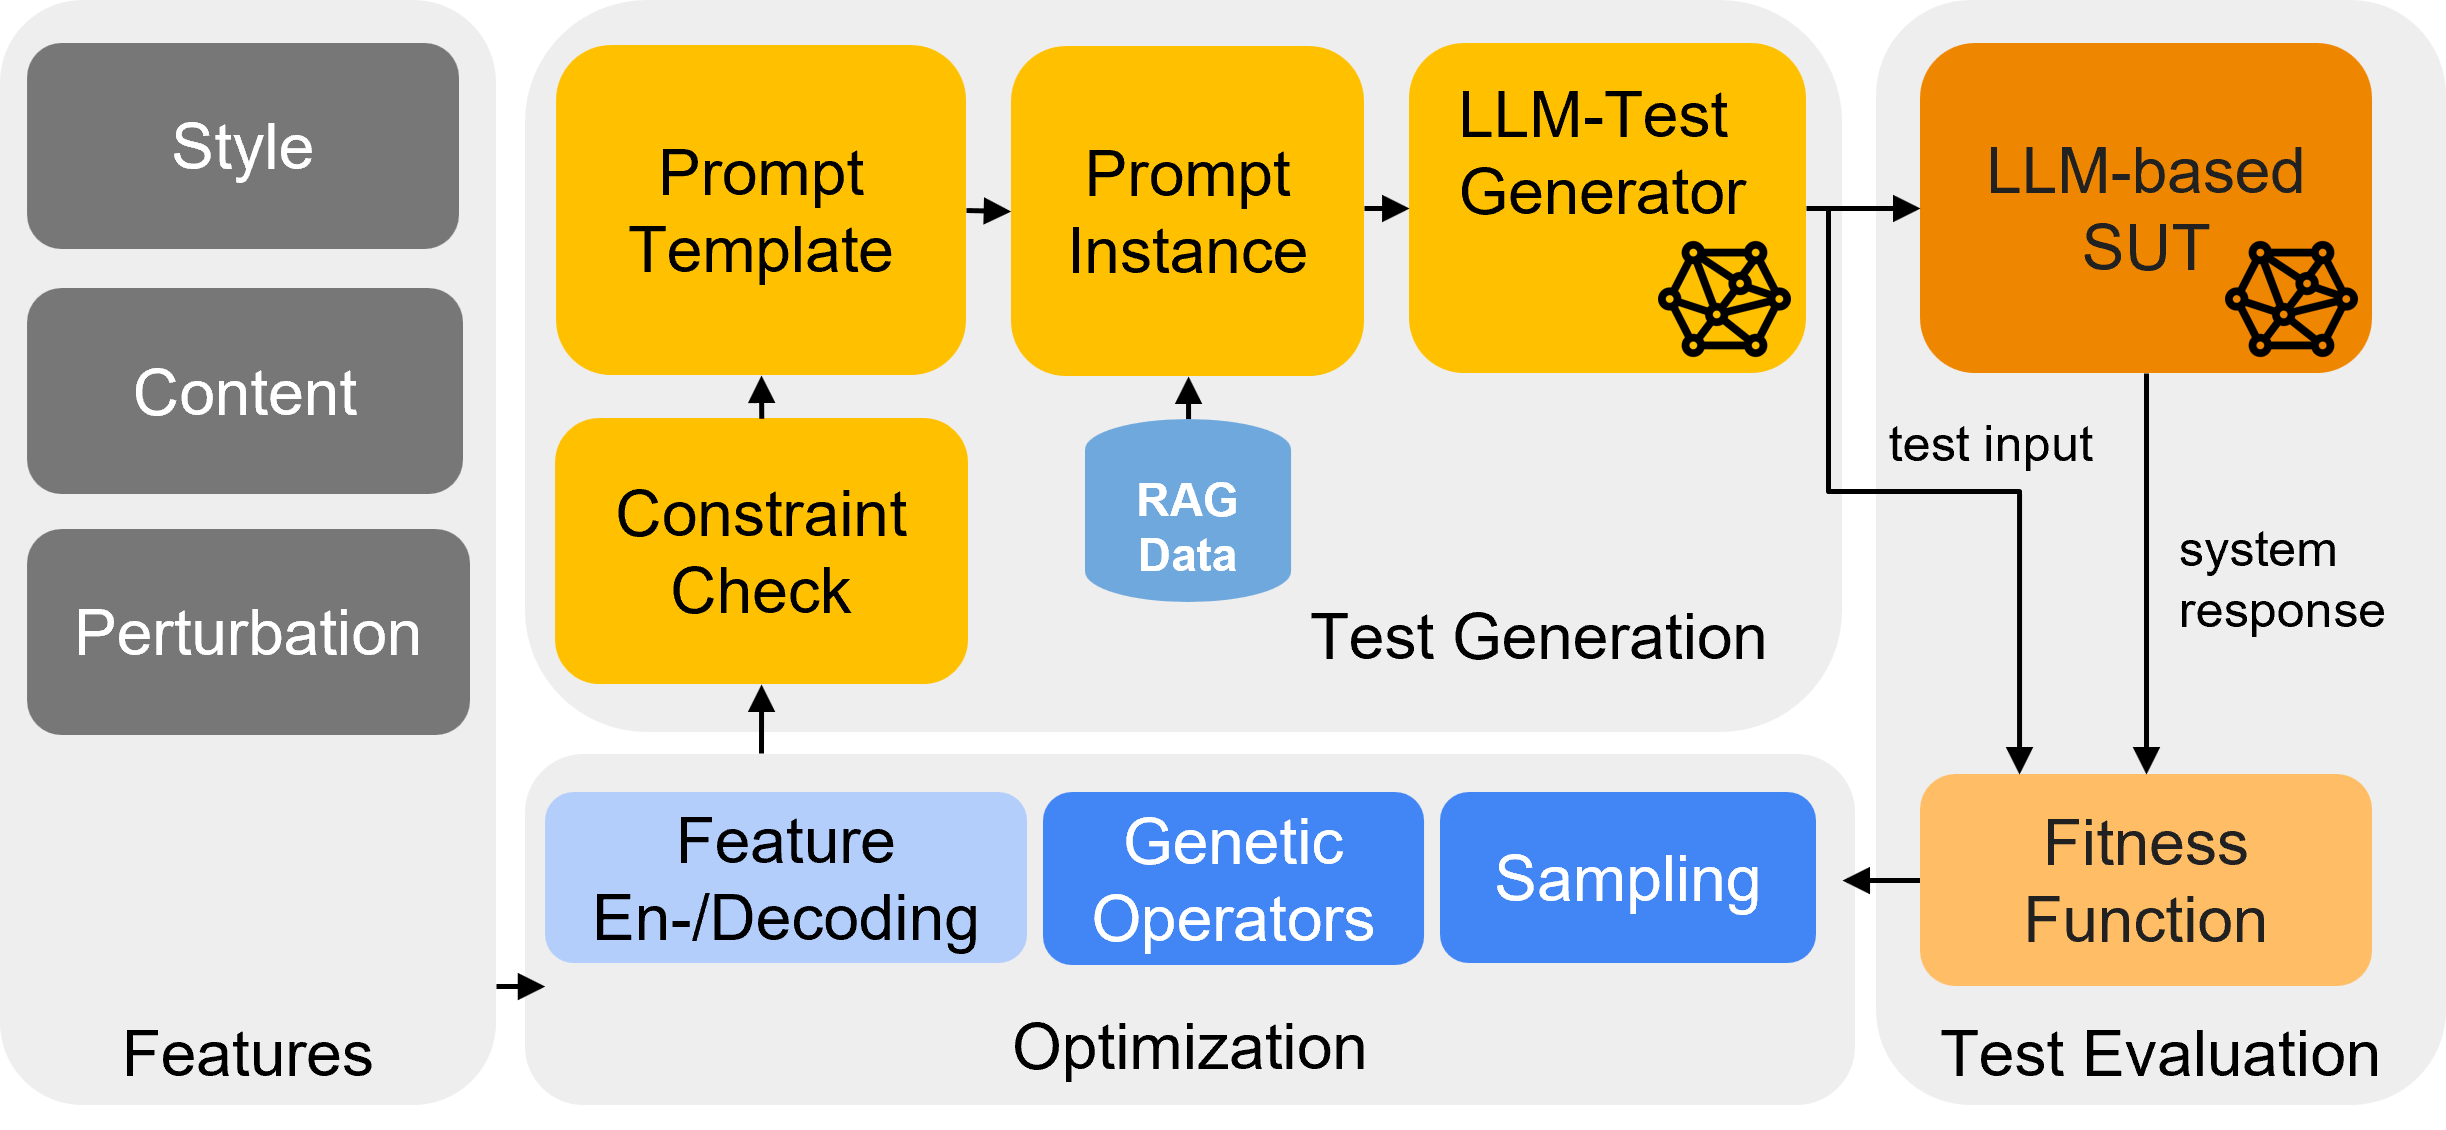 Style
Content
Perturbation
Features
Prompt
Template
Prompt
Instance
LLM-Test
Generator
Constraint
Check
RAG
Data
Test Generation
Feature
En-/Decoding
Genetic
Operators
Sampling
Optimization
LLM-based
SUT
test input
system
response
Fitness
Function
Test Evaluation